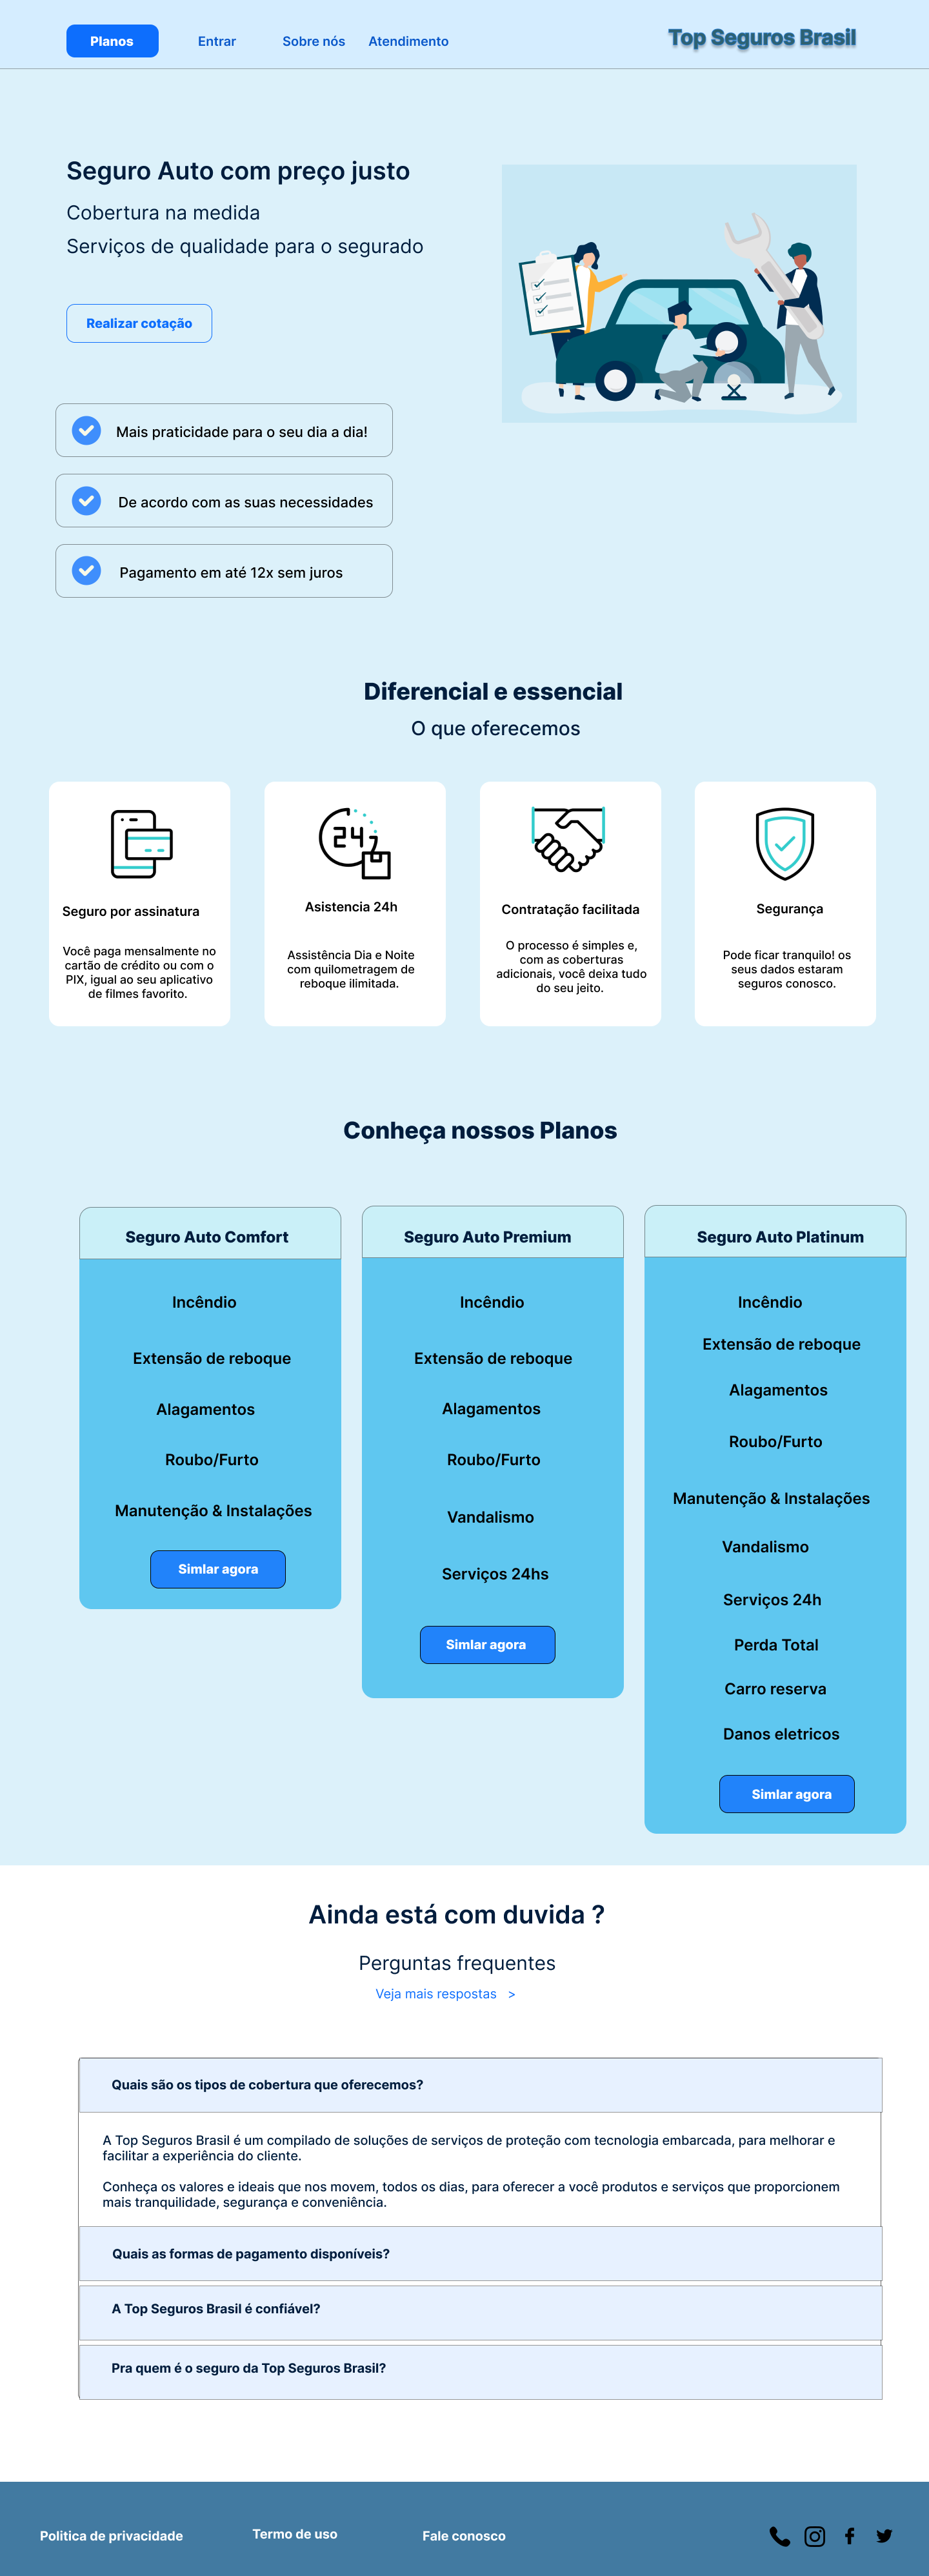 Planos
Entrar
Sobre nós
Atendimento
Top Seguros Brasil
Seguro Auto com preço justo
Cobertura na medida
Serviços de qualidade para o segurado
Realizar cotação
Mais praticidade para o seu dia a dia!
De acordo com as suas necessidades
Pagamento em até 12x sem juros
Diferencial e essencial
O que oferecemos
Seguro por assinatura
Você paga mensalmente no
cartão de crédito ou com o
PIX, igual ao seu aplicativo
de filmes favorito.
24
Asistencia 24h
Assistência Dia e Noite
com quilometragem de
reboque ilimitada.
Contratação facilitada
O processo é simples e,
com as coberturas
adicionais, você deixa tudo
do seu jeito.
Segurança
Pode ficar tranquilo! os
seus dados estaram
seguros conosco.
Conheça nossos Planos
Seguro Auto Comfort
Incêndio
Extensão de reboque
Alagamentos
Roubo/Furto
Manutenção & Instalações
Simlar agora
Seguro Auto Premium
Incêndio
Extensão de reboque
Alagamentos
Roubo/Furto
Vandalismo
Serviços 24hs
Simlar agora
Seguro Auto Platinum
Incêndio
Extensão de reboque
Alagamentos
Roubo/Furto
Manutenção & Instalações
Vandalismo
Serviços 24h
Perda Total
Carro reserva
Danos eletricos
Simlar agora
Ainda está com duvida ?
Perguntas frequentes
Veja mais respostas >
Quais são os tipos de cobertura que oferecemos?
A Top Seguros Brasil é um compilado de soluções de serviços de proteção com tecnologia embarcada, para melhorar e
facilitar a experiência do cliente.
Conheça os valores e ideais que nos movem, todos os dias, para oferecer a você produtos e serviços que proporcionem
mais tranquilidade, segurança e conveniência.
Quais as formas de pagamento disponíveis?
A Top Seguros Brasil é confiável?
Pra quem é o seguro da Top Seguros Brasil?
Politica de privacidade
Termo de uso
Fale conosco